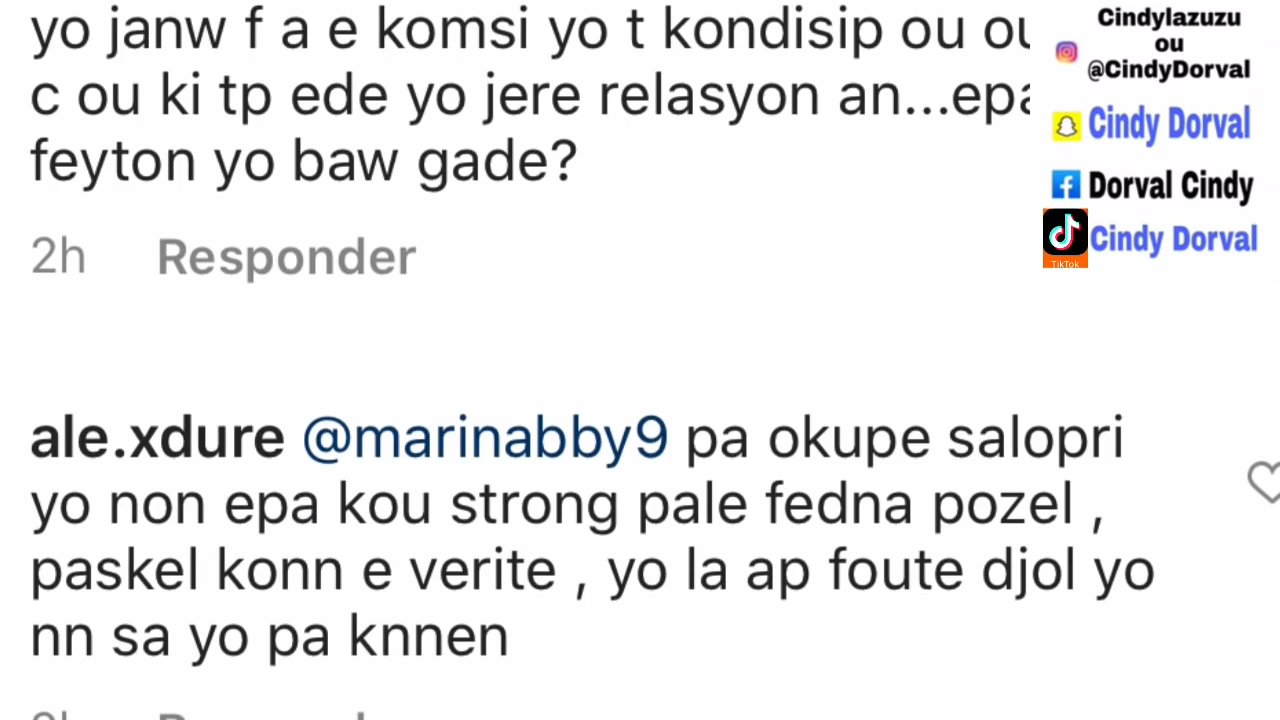 yo janw f a e komsi yo t kondisip ou
c ou ki tp ede yo jere relasyon an...
feyton yo baw gade?
2h Responder
Cindylazuzu
ou
@CindyDorval
Cindy Dorval
Dorval Cindy
Cindy Dorval
TikTok
ale.xdure @marinabby9 pa okupe salopri
yo non epa kou strong pale fedna pozel ,
paskel konn e verite , yo la ap foute djol yo
nn sa yo pa knnen